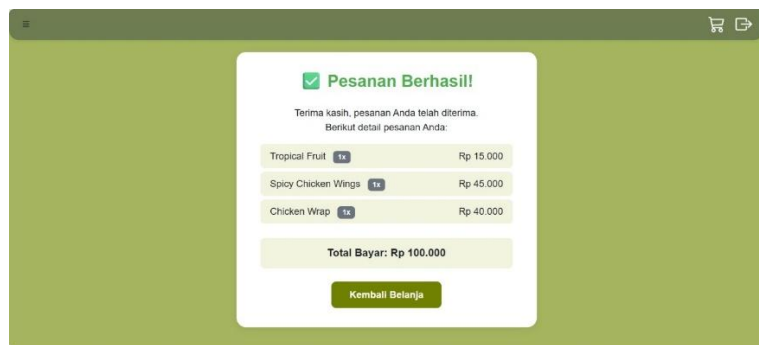 Pesanan Berhasil!
Terima kasih, pesanan Anda telah diterima.
Berikut detail pesanan Anda:
Tropical Fruit 1x Rp 15.000
Spicy Chicken Wings 1x Rp 45.000
Chicken Wrap 1x Rp 40.000
Total Bayar: Rp 100.000
Kembali Belanja